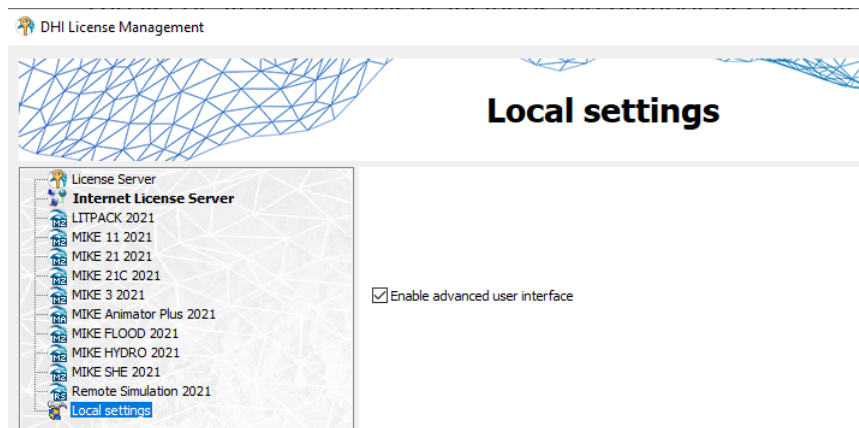 DHI License Management
Local settings
License Server
Internet License Server
LITPACK 2021
MIKE 11 2021
MIKE 21 2021
MIKE 21C 2021
MIKE 3 2021
MIKE Animator Plus 2021
MIKE FLOOD 2021
MIKE HYDRO 2021
MIKE SHE 2021
Remote Simulation 2021
Local settings
Enable advanced user interface